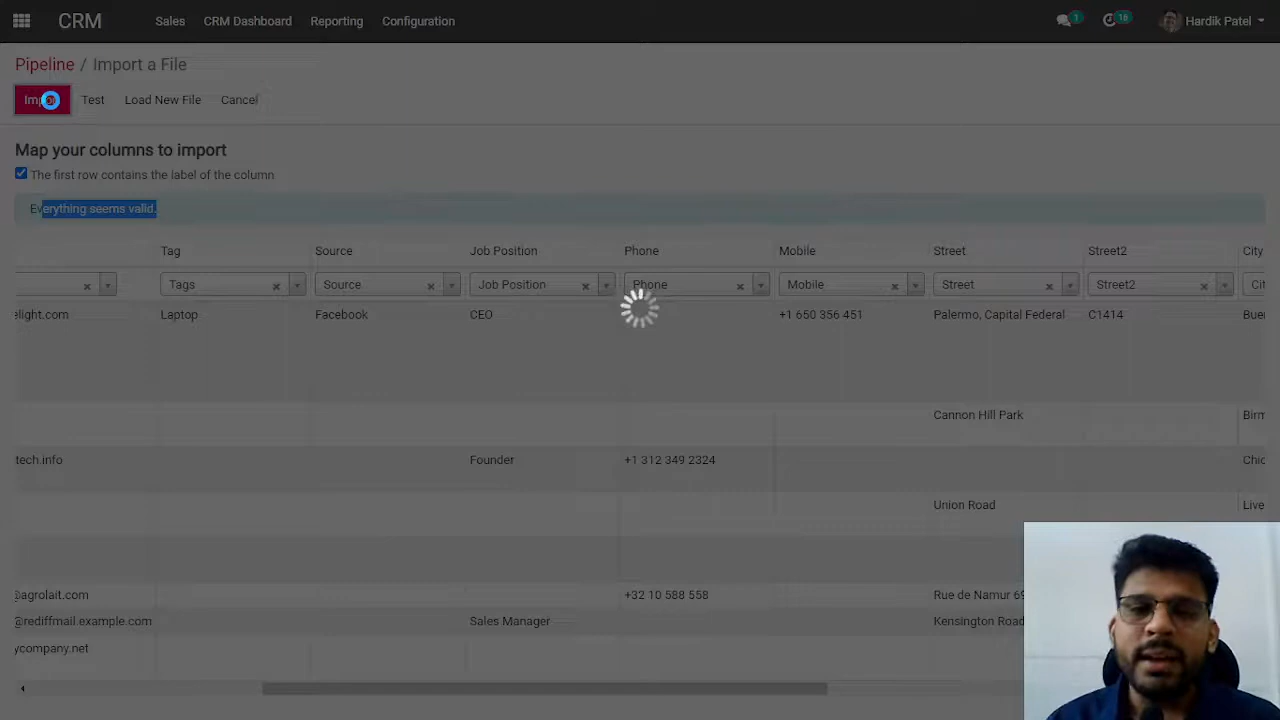 CRM Sales CRM Dashboard Reporting Configuration 1 18 Hardik Patel
Pipeline / Import a File
Import Test Load New File Cancel
Map your columns to import
The first row contains the label of the column
Everything seems valid.
Tag Source Job Position Phone Mobile Street Street2 City
Tags Source Job Position Phone Mobile Street Street2 Cit
elight.com Laptop Facebook CEO +1 650 356 451 Palermo, Capital Federal C1414 Buen
Cannon Hill Park Birm
tech.info Founder +1 312 349 2324 Chic
Union Road Live
@agrolait.com +32 10 588 558 Rue de Namur 69
@rediffmail.example.com Sales Manager Kensington Road
ycompany.net